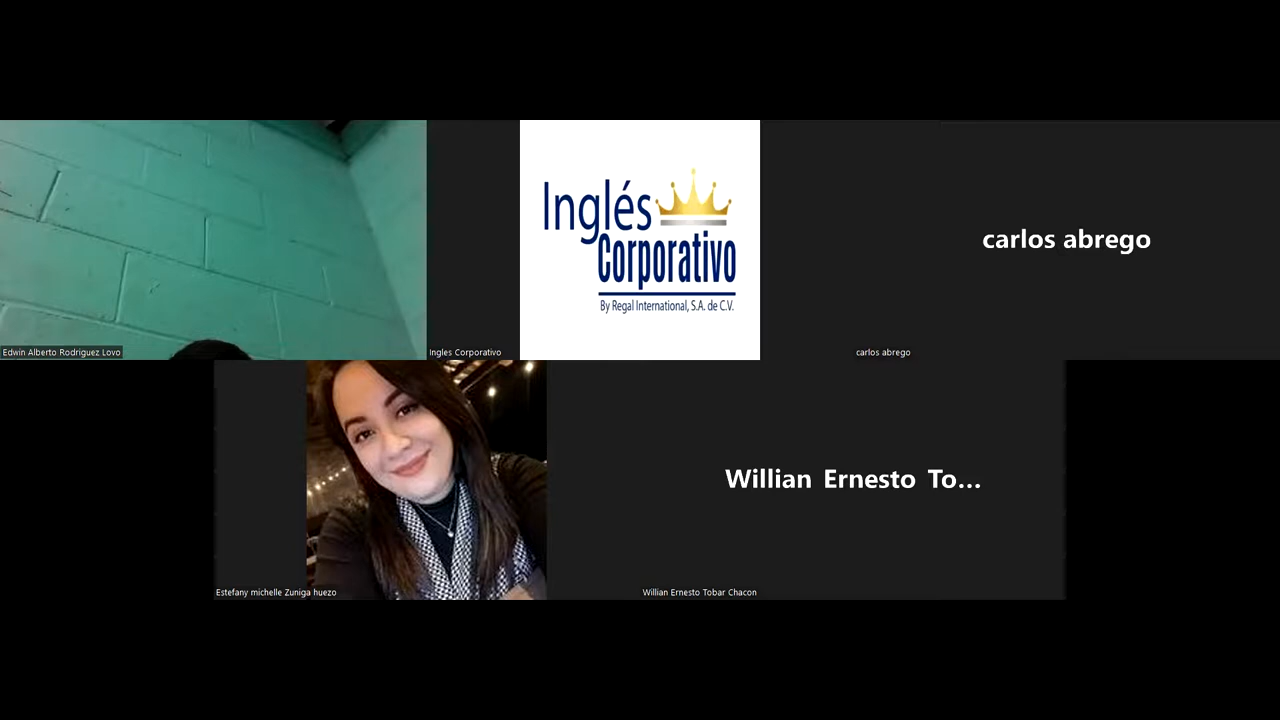 Inglés
Corporativo
By Regal International, S.A. de C.V.
carlos abrego
Edwin Alberto Rodriguez Lovo
Ingles Corporativo
carlos abrego
Willian Ernesto To...
Estefany michelle Zuniga huezo
Willian Ernesto Tobar Chacon